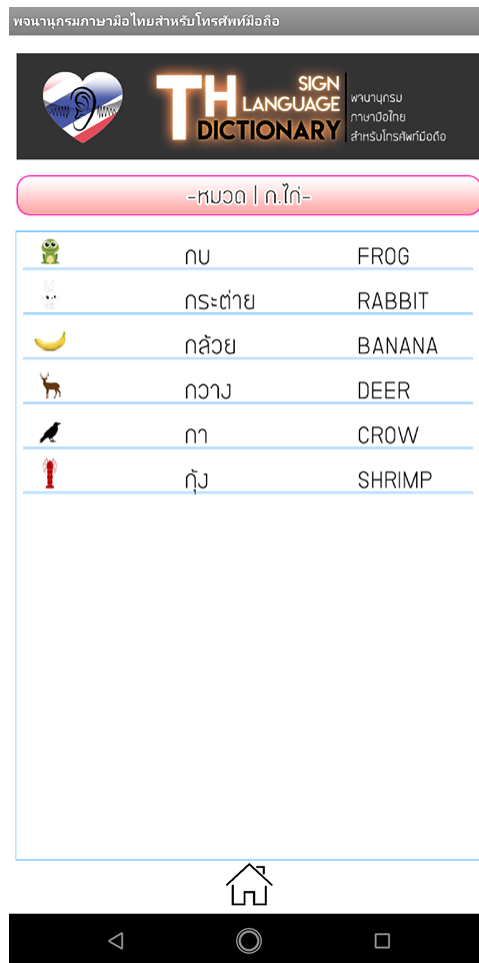 พจนานุกรมภาษามือไทยสำหรับโทรศัพท์มือถือ
TH SIGN
LANGUAGE
DICTIONARY
พจนานุกรม
ภาษามือไทย
สำหรับโทรศัพท์มือถือ
-หมวด | ก.ไก่-
กบ FROG
กระต่าย RABBIT
กล้วย BANANA
กวาง DEER
กา CROW
กุ้ง SHRIMP